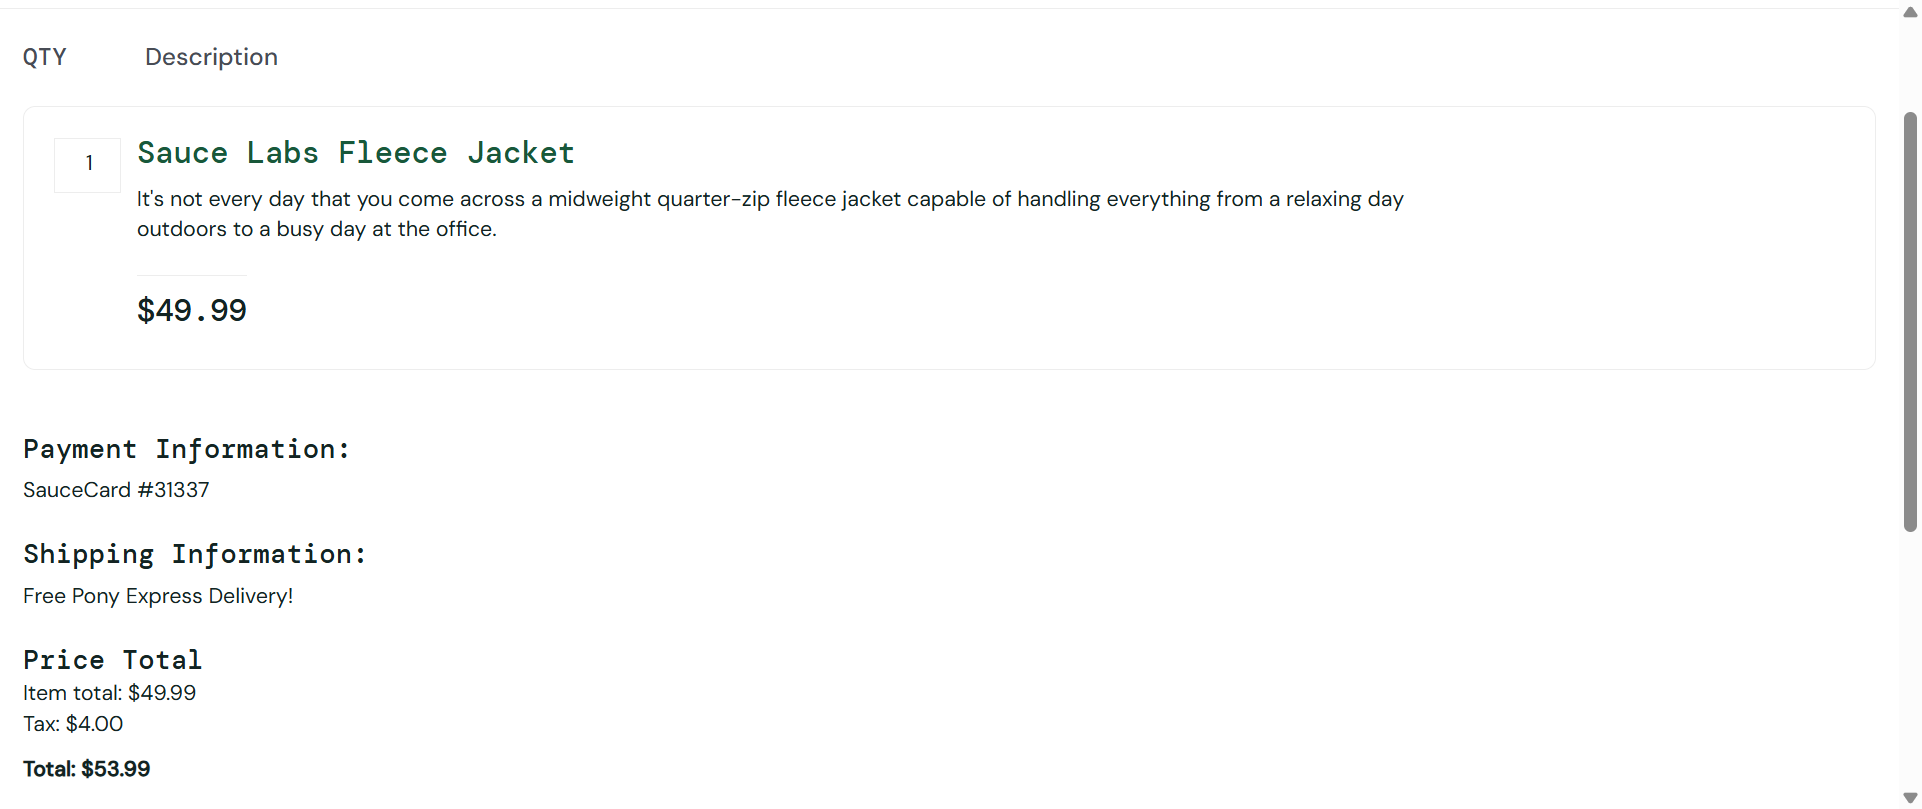 QTY Description
1 Sauce Labs Fleece Jacket
It's not every day that you come across a midweight quarter-zip fleece jacket capable of handling everything from a relaxing day
outdoors to a busy day at the office.
$49.99
Payment Information:
SauceCard #31337
Shipping Information:
Free Pony Express Delivery!
Price Total
Item total: $49.99
Tax: $4.00
Total: $53.99